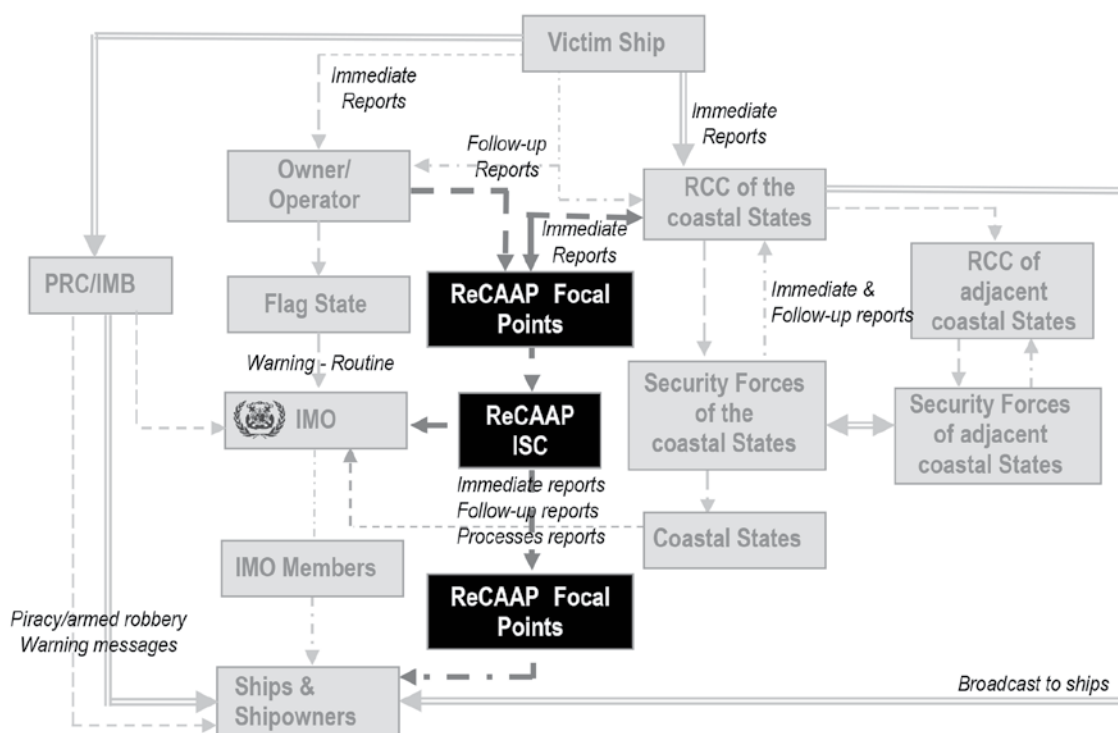 Victim Ship
Immediate
Reports
Immediate
Reports
Follow-up
Reports
Owner/
Operator
RCC of the
coastal States
Immediate
Reports
PRC/IMB
Flag State
ReCAAP Focal
Points
Immediate &
Follow-up reports
RCC of
adjacent
coastal States
Warning - Routine
IMO
ReCAAP
ISC
Security Forces
of the
coastal States
Security Forces
of adjacent
coastal States
Immediate reports
Follow-up reports
Processes reports
Coastal States
IMO Members
ReCAAP Focal
Points
Piracy/armed robbery
Warning messages
Ships &
Shipowners
Broadcast to ships